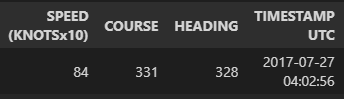 SPEED (KNOTSx10) COURSE HEADING TIMESTAMP UTC
84 331 328 2017-07-27 04:02:56